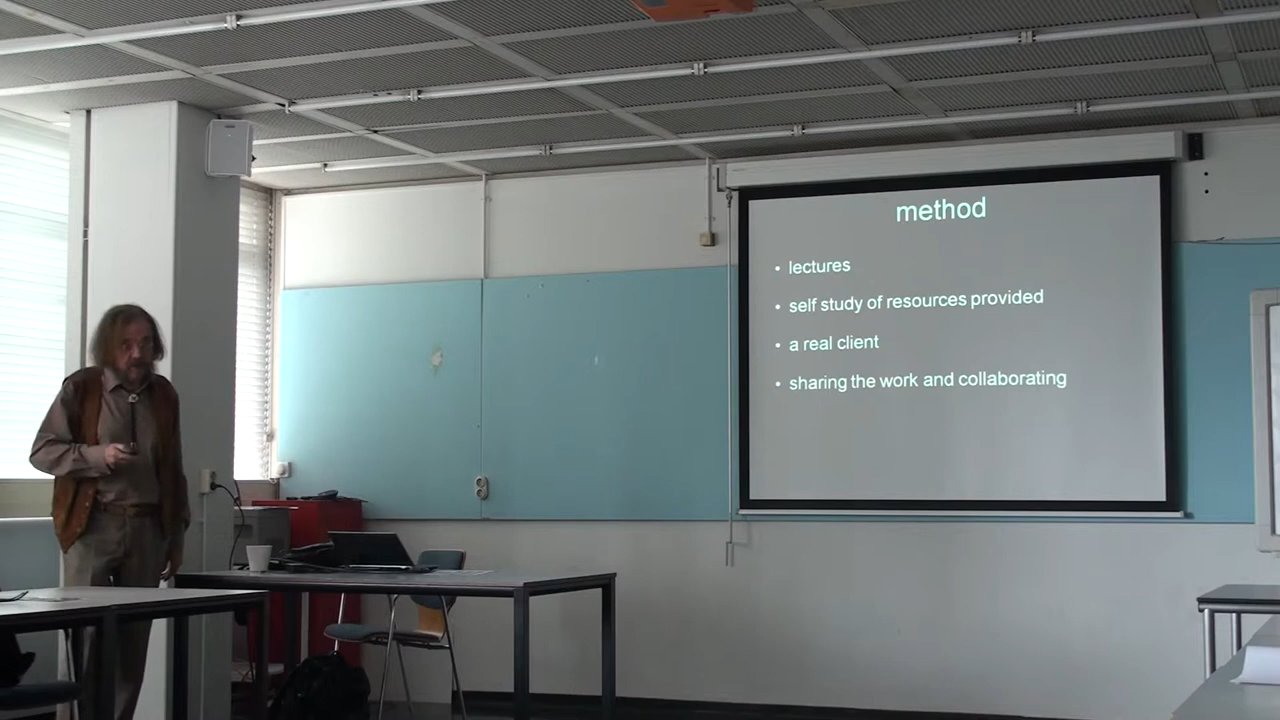 method
• lectures
• self study of resources provided
• a real client
• sharing the work and collaborating